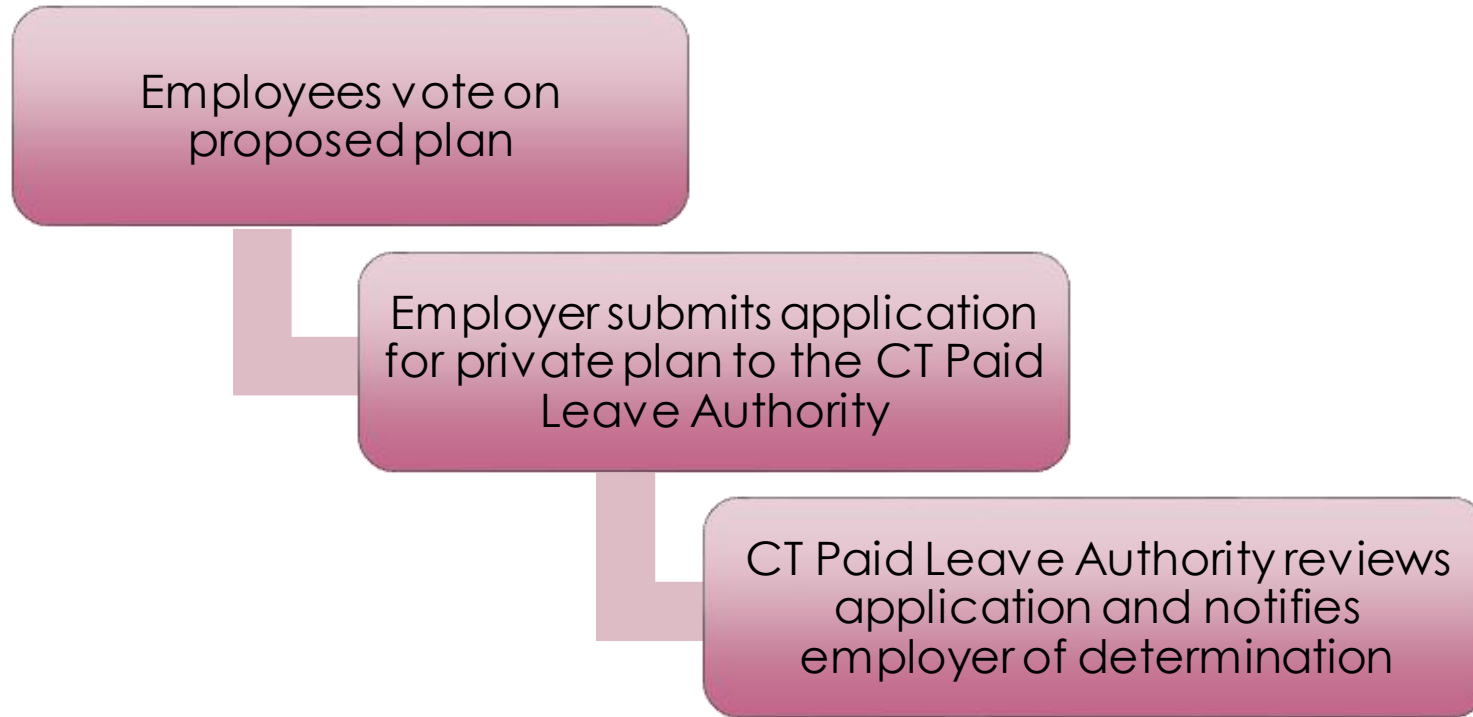 Employees vote on
proposed plan
Employer submits application
for private plan to the CT Paid
Leave Authority
CT Paid Leave Authority reviews
application and notifies
employer of determination